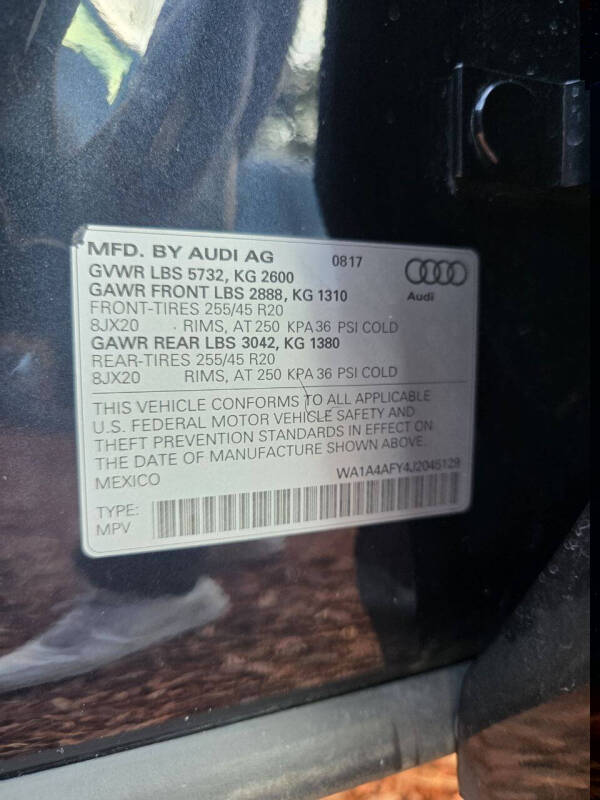 MFD. BY AUDI AG 0817
GVWR LBS 5732, KG 2600
GAWR FRONT LBS 2888, KG 1310
Audi
FRONT-TIRES 255/45 R20
8JX20 RIMS, AT 250 KPA 36 PSI COLD
GAWR REAR LBS 3042, KG 1380
REAR-TIRES 255/45 R20
8JX20 RIMS, AT 250 KPA 36 PSI COLD
THIS VEHICLE CONFORMS TO ALL APPLICABLE
U.S. FEDERAL MOTOR VEHICLE SAFETY AND
THEFT PREVENTION STANDARDS IN EFFECT ON
THE DATE OF MANUFACTURE SHOWN ABOVE.
MEXICO WA1A4AFY4J2045129
TYPE:
MPV